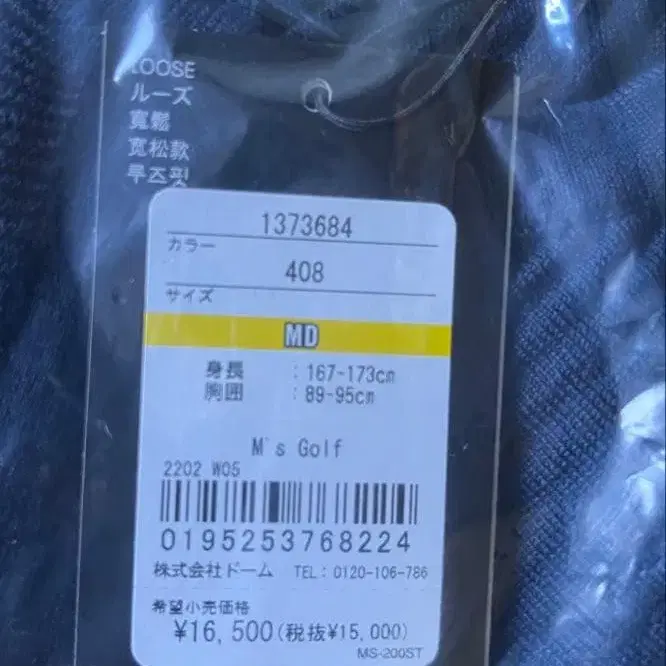 LOOSE
ルーズ
寬鬆
宽松款
루즈핏
1373684
カラー
408
サイズ
MD
身長 :167-173cm
胸囲 :89-95cm
M's Golf
2202 W05
0195253768224
株式会社ドーム TEL:0120-106-786
希望小売価格
¥16,500(税抜¥15,000)
MS-200ST